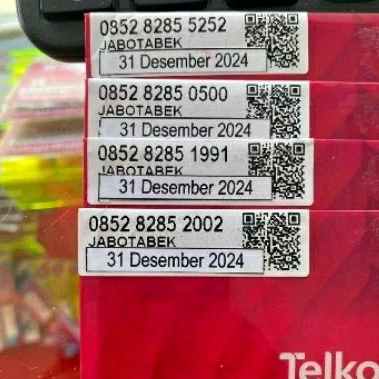 0852 8285 5252
JABOTABEK
31 Desember 2024
0852 8285 0500
JABOTABEK
31 Desember 2024
0852 8285 1991
JABOTABEK
31 Desember 2024
0852 8285 2002
JABOTABEK
31 Desember 2024
Telko